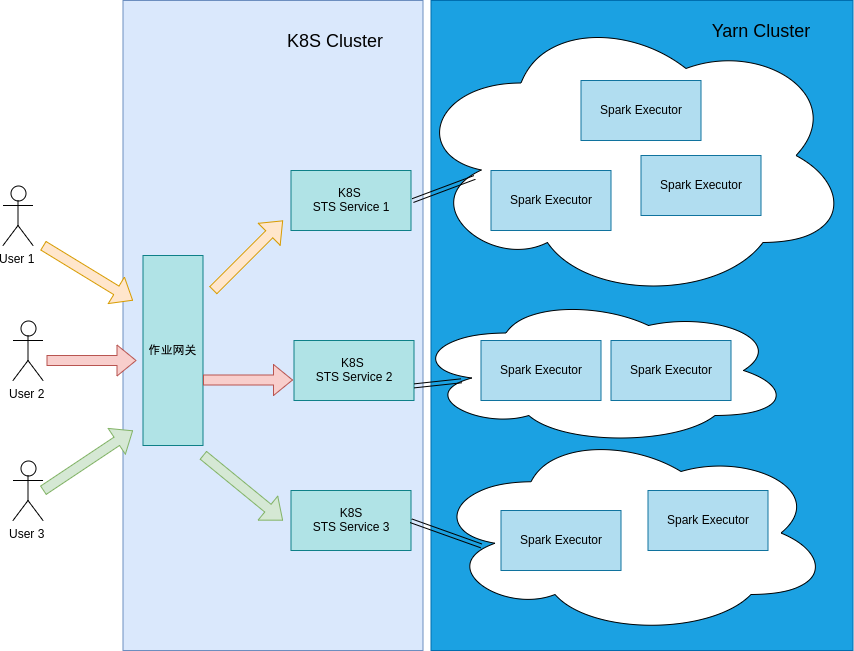 K8S Cluster
Yarn Cluster
Spark Executor
Spark Executor
Spark Executor
K8S
STS Service 1
User 1
作业网关
K8S
STS Service 2
Spark Executor
Spark Executor
User 2
K8S
STS Service 3
Spark Executor
Spark Executor
User 3